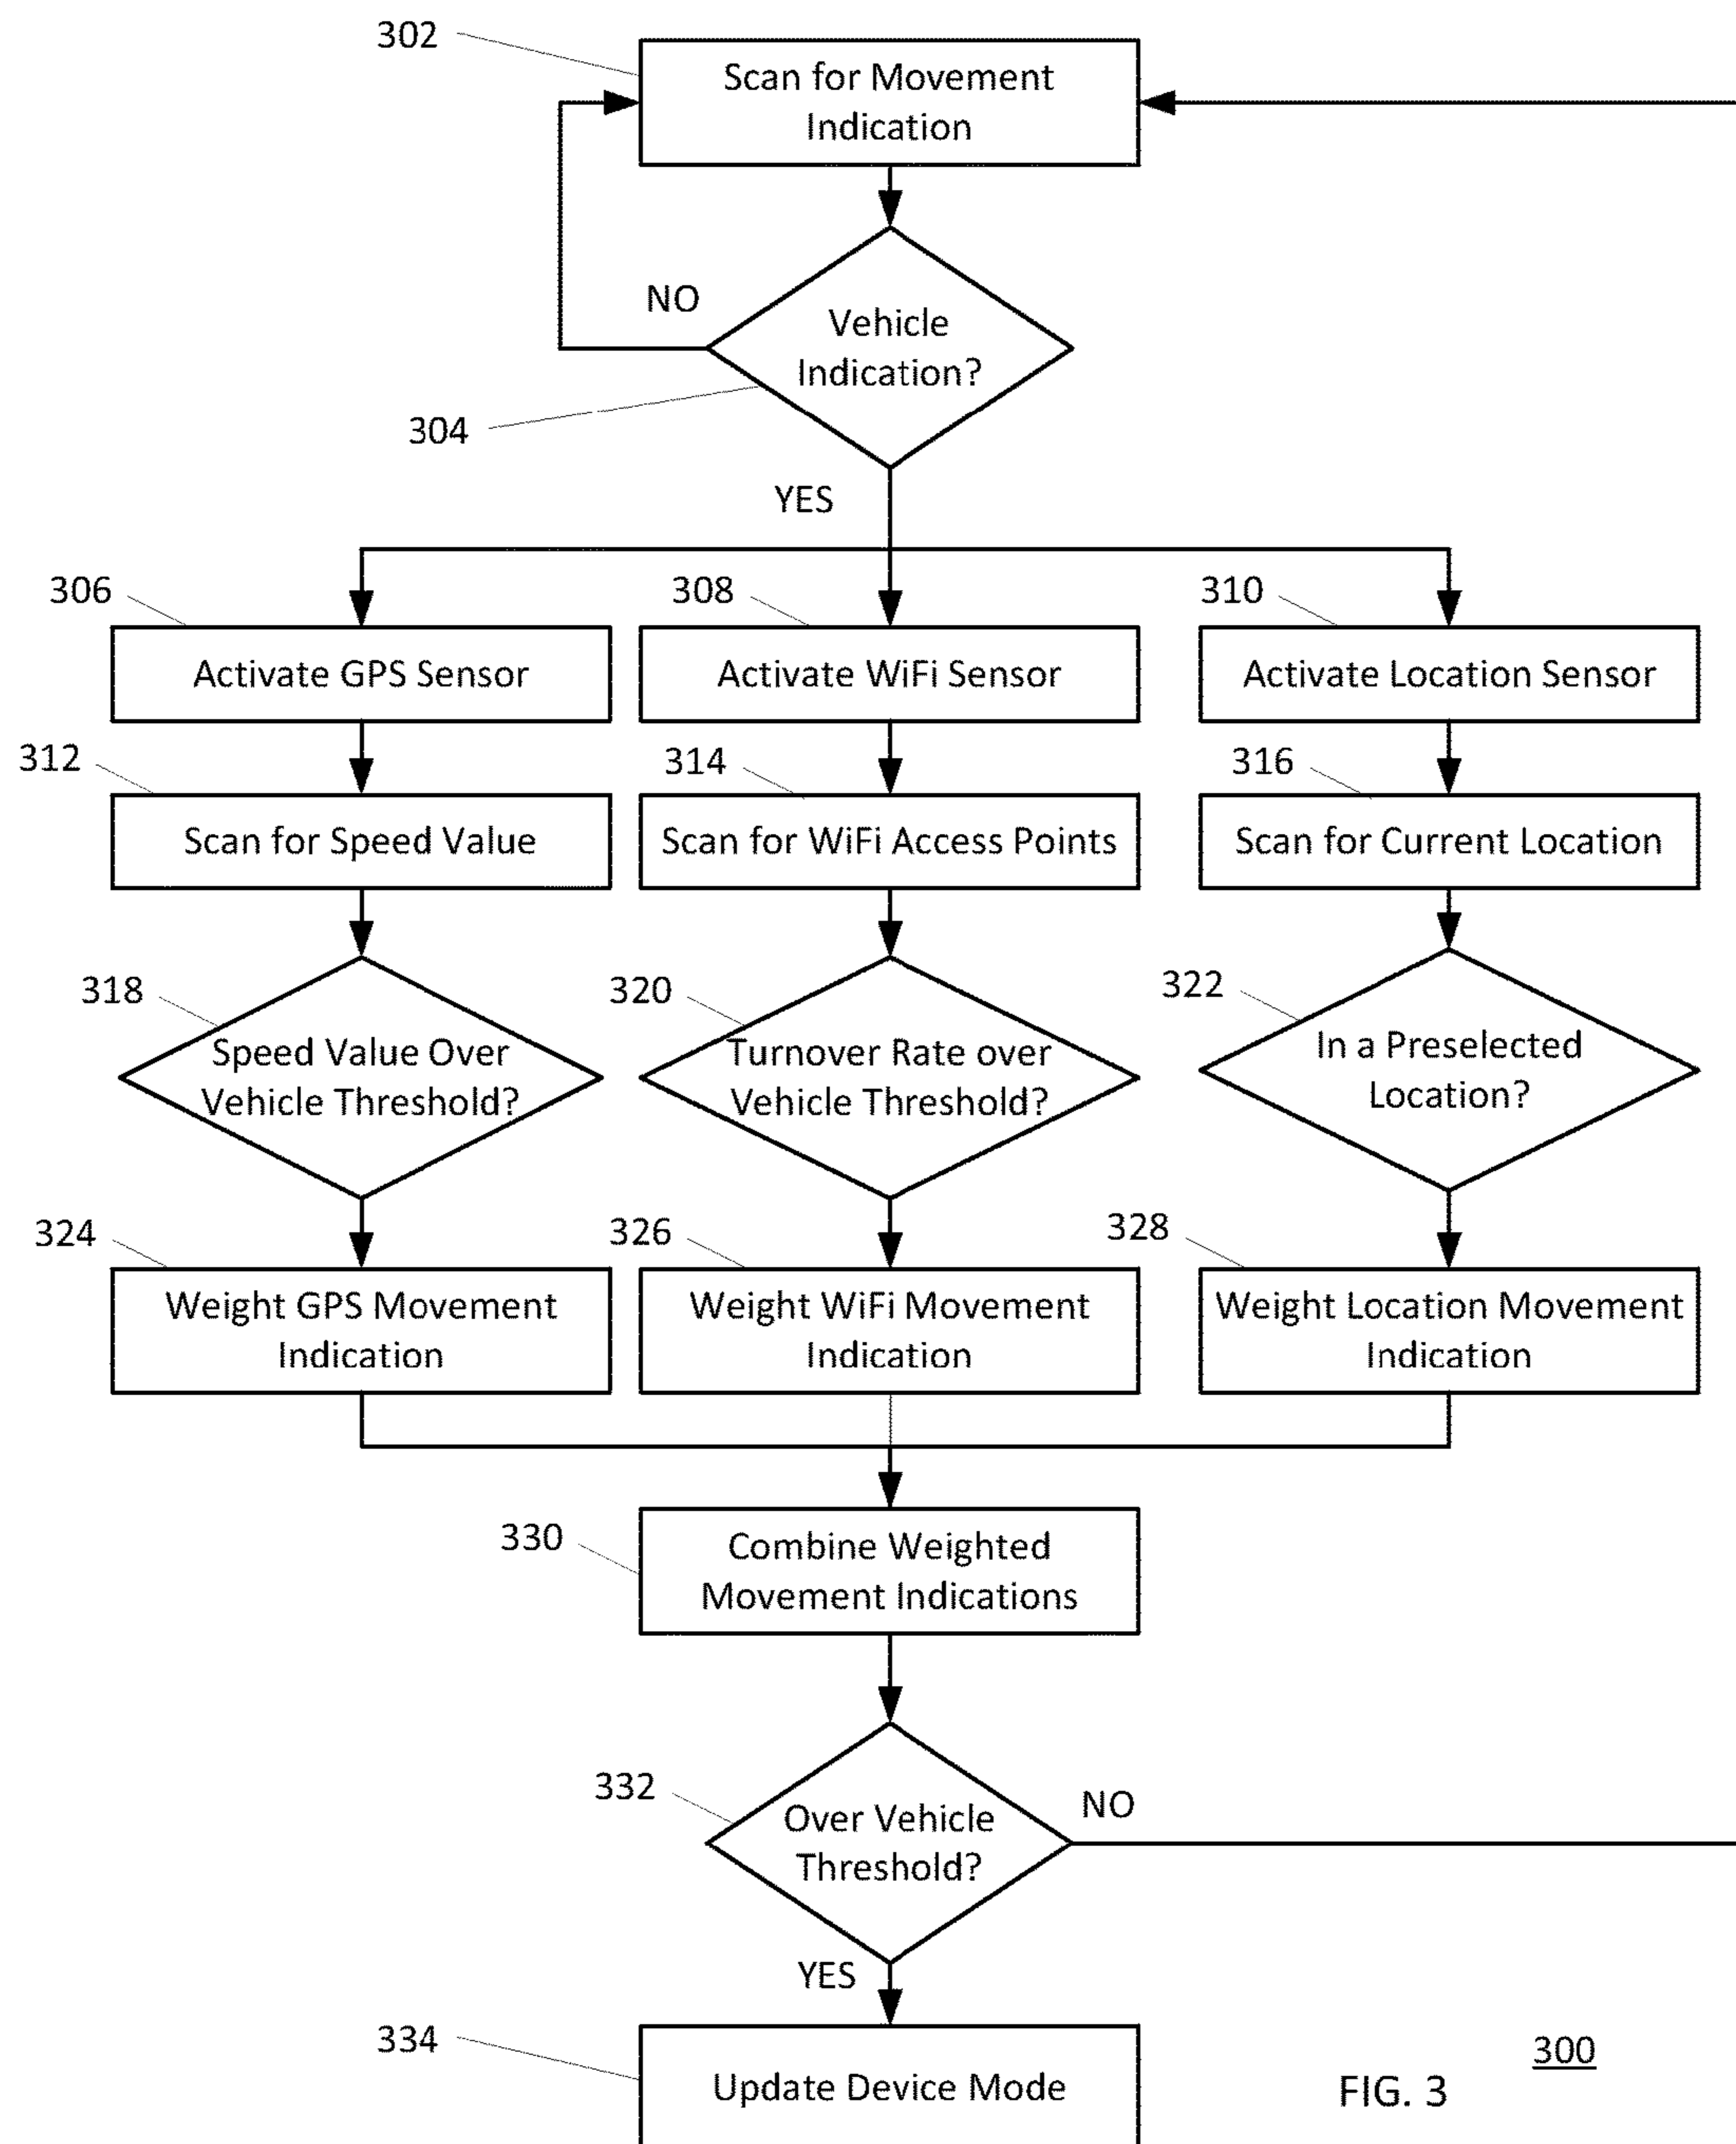 302
Scan for Movement
Indication
NO
Vehicle
Indication?
304
YES
306
308
310
Activate GPS Sensor
Activate WiFi Sensor
Activate Location Sensor
312
314
316
Scan for Speed Value
Scan for WiFi Access Points
Scan for Current Location
318
320
322
Speed Value Over
Vehicle Threshold?
Turnover Rate over
Vehicle Threshold?
In a Preselected
Location?
324
326
328
Weight GPS Movement
Indication
Weight WiFi Movement
Indication
Weight Location Movement
Indication
330
Combine Weighted
Movement Indications
332
Over Vehicle
Threshold?
NO
YES
334
Update Device Mode
300
FIG. 3